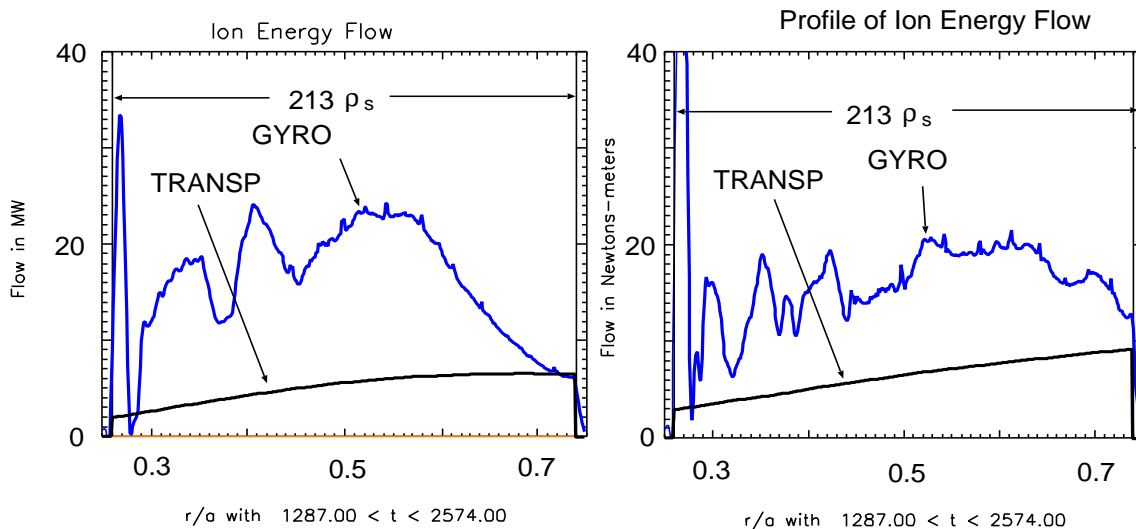 Ion Energy Flow
40
20
0
Flow in MW
213 ρs
GYRO
TRANSP
0.3
0.5
0.7
r/a with 1287.00 < t < 2574.00
Profile of Ion Energy Flow
40
20
0
Flow in Newtons-meters
213 ρs
GYRO
TRANSP
0.3
0.5
0.7
r/a with 1287.00 < t < 2574.00